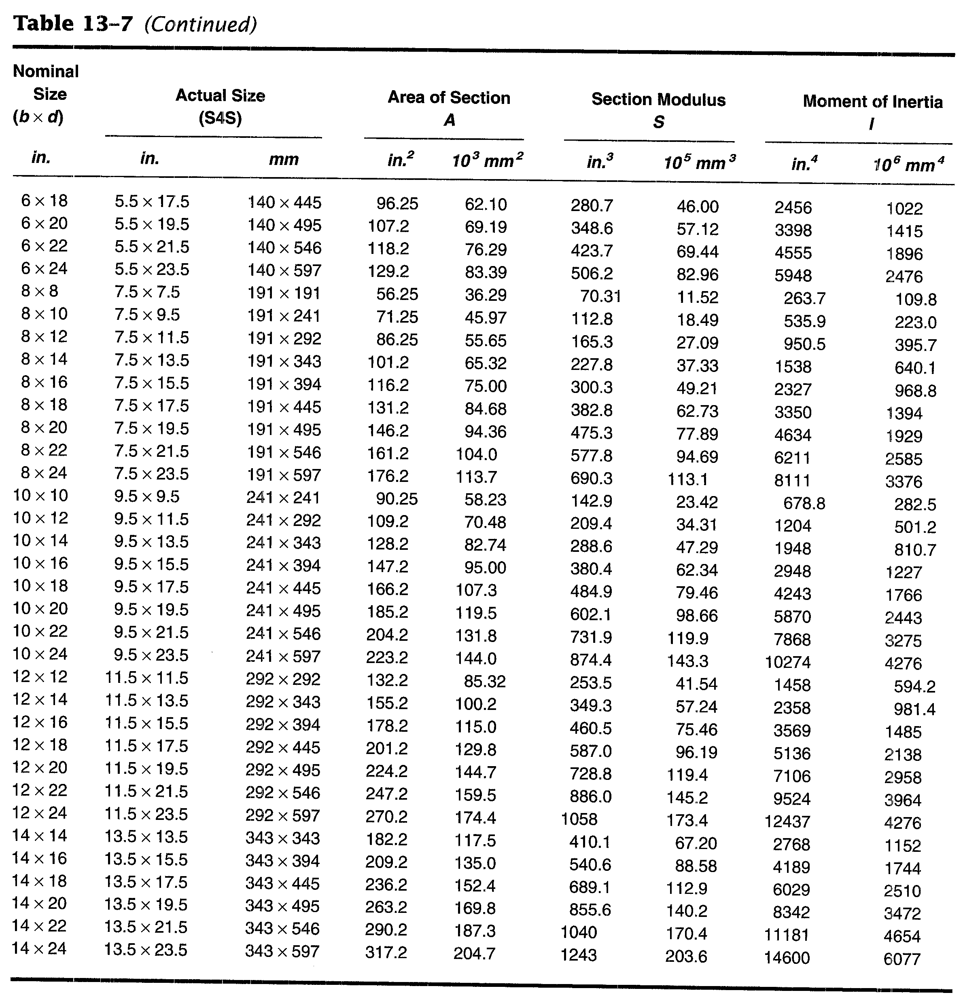 Table 13–7 (Continued)
Nominal
Size Actual Size Area of Section Section Modulus Moment of Inertia
(b × d) (S4S) A S I
in. in. mm in.² 10³ mm² in.³ 10⁵ mm³ in.⁴ 10⁶ mm⁴
6 × 18 5.5 × 17.5 140 × 445 96.25 62.10 280.7 46.00 2456 1022
6 × 20 5.5 × 19.5 140 × 495 107.2 69.19 348.6 57.12 3398 1415
6 × 22 5.5 × 21.5 140 × 546 118.2 76.29 423.7 69.44 4555 1896
6 × 24 5.5 × 23.5 140 × 597 129.2 83.39 506.2 82.96 5948 2476
8 × 8 7.5 × 7.5 191 × 191 56.25 36.29 70.31 11.52 263.7 109.8
8 × 10 7.5 × 9.5 191 × 241 71.25 45.97 112.8 18.49 535.9 223.0
8 × 12 7.5 × 11.5 191 × 292 86.25 55.65 165.3 27.09 950.5 395.7
8 × 14 7.5 × 13.5 191 × 343 101.2 65.32 227.8 37.33 1538 640.1
8 × 16 7.5 × 15.5 191 × 394 116.2 75.00 300.3 49.21 2327 968.8
8 × 18 7.5 × 17.5 191 × 445 131.2 84.68 382.8 62.73 3350 1394
8 × 20 7.5 × 19.5 191 × 495 146.2 94.36 475.3 77.89 4634 1929
8 × 22 7.5 × 21.5 191 × 546 161.2 104.0 577.8 94.69 6211 2585
8 × 24 7.5 × 23.5 191 × 597 176.2 113.7 690.3 113.1 8111 3376
10 × 10 9.5 × 9.5 241 × 241 90.25 58.23 142.9 23.42 678.8 282.5
10 × 12 9.5 × 11.5 241 × 292 109.2 70.48 209.4 34.31 1204 501.2
10 × 14 9.5 × 13.5 241 × 343 128.2 82.74 288.6 47.29 1948 810.7
10 × 16 9.5 × 15.5 241 × 394 147.2 95.00 380.4 62.34 2948 1227
10 × 18 9.5 × 17.5 241 × 445 166.2 107.3 484.9 79.46 4243 1766
10 × 20 9.5 × 19.5 241 × 495 185.2 119.5 602.1 98.66 5870 2443
10 × 22 9.5 × 21.5 241 × 546 204.2 131.8 731.9 119.9 7868 3275
10 × 24 9.5 × 23.5 241 × 597 223.2 144.0 874.4 143.3 10274 4276
12 × 12 11.5 × 11.5 292 × 292 132.2 85.32 253.5 41.54 1458 594.2
12 × 14 11.5 × 13.5 292 × 343 155.2 100.2 349.3 57.24 2358 981.4
12 × 16 11.5 × 15.5 292 × 394 178.2 115.0 460.5 75.46 3569 1485
12 × 18 11.5 × 17.5 292 × 445 201.2 129.8 587.0 96.19 5136 2138
12 × 20 11.5 × 19.5 292 × 495 224.2 144.7 728.8 119.4 7106 2958
12 × 22 11.5 × 21.5 292 × 546 247.2 159.5 886.0 145.2 9524 3964
12 × 24 11.5 × 23.5 292 × 597 270.2 174.4 1058 173.4 12437 4276
14 × 14 13.5 × 13.5 343 × 343 182.2 117.5 410.1 67.20 2768 1152
14 × 16 13.5 × 15.5 343 × 394 209.2 135.0 540.6 88.58 4189 1744
14 × 18 13.5 × 17.5 343 × 445 236.2 152.4 689.1 112.9 6029 2510
14 × 20 13.5 × 19.5 343 × 495 263.2 169.8 855.6 140.2 8342 3472
14 × 22 13.5 × 21.5 343 × 546 290.2 187.3 1040 170.4 11181 4654
14 × 24 13.5 × 23.5 343 × 597 317.2 204.7 1243 203.6 14600 6077